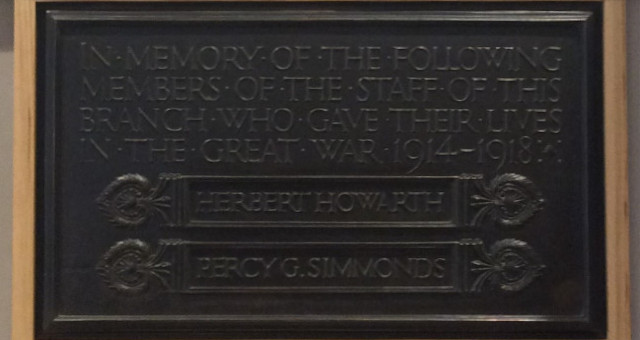 IN·MEMORY·OF·THE·FOLLOWING
MEMBERS·OF·THE·STAFF·OF·THIS
BRANCH·WHO·GAVE·THEIR·LIVES
IN·THE·GREAT·WAR·1914–1918
HERBERT HOWARTH
PERCY G. SIMMONDS